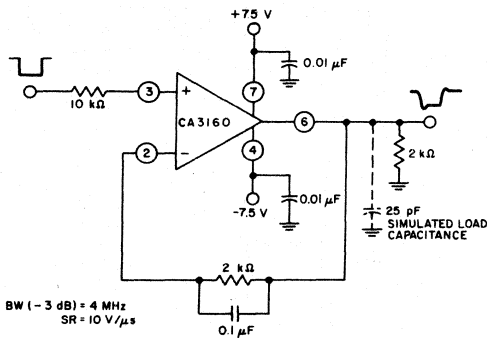 +7.5 V
0.01 µF
7
10 kΩ
3
+
CA3160
6
2
−
4
2 kΩ
0.01 µF
-7.5 V
25 pF
SIMULATED LOAD
CAPACITANCE
2 kΩ
BW (− 3 dB) = 4 MHz
SR = 10 V/µs
0.1 µF